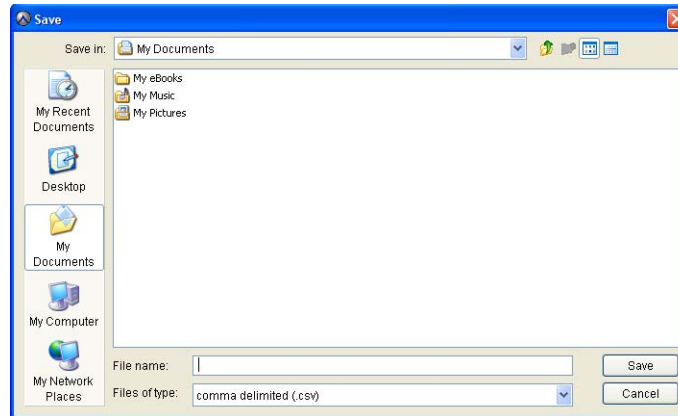 Save
Save in: My Documents
My Recent
Documents
Desktop
My
Documents
My Computer
My Network
Places
My eBooks
My Music
My Pictures
File name:
Save
Files of type: comma delimited (.csv)
Cancel